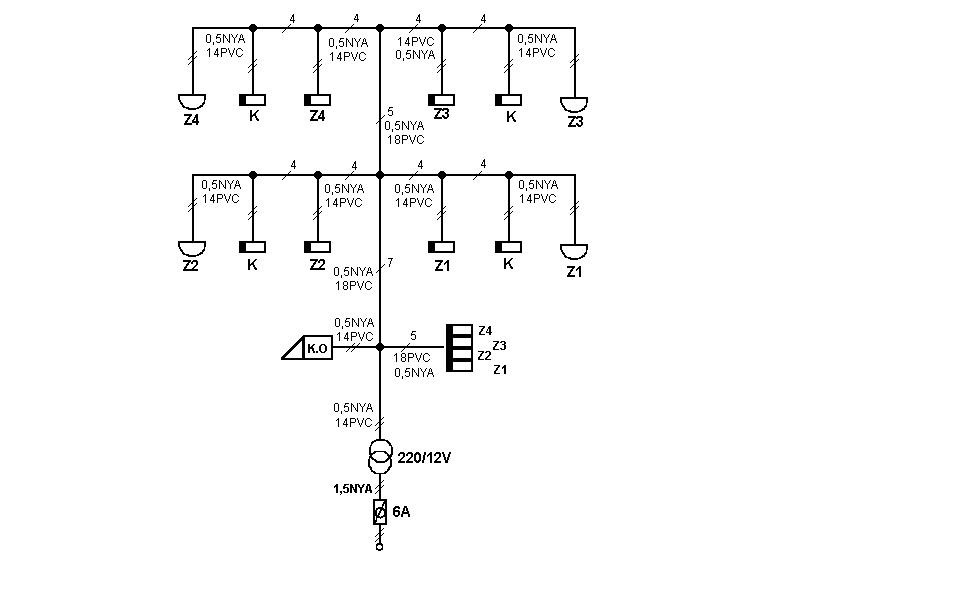 4 4 4 4
0,5NYA 0,5NYA 14PVC 0,5NYA
14PVC 14PVC 0,5NYA 14PVC
Z4 K Z4 Z3 K Z3
5
0,5NYA
18PVC
4 4 4 4
0,5NYA 0,5NYA 0,5NYA 0,5NYA
14PVC 14PVC 14PVC 14PVC
Z2 K Z2 Z1 K Z1
7
0,5NYA
18PVC
0,5NYA
14PVC
K.O
5
18PVC
0,5NYA
Z4
Z3
Z2
Z1
0,5NYA
14PVC
220/12V
1,5NYA
6A